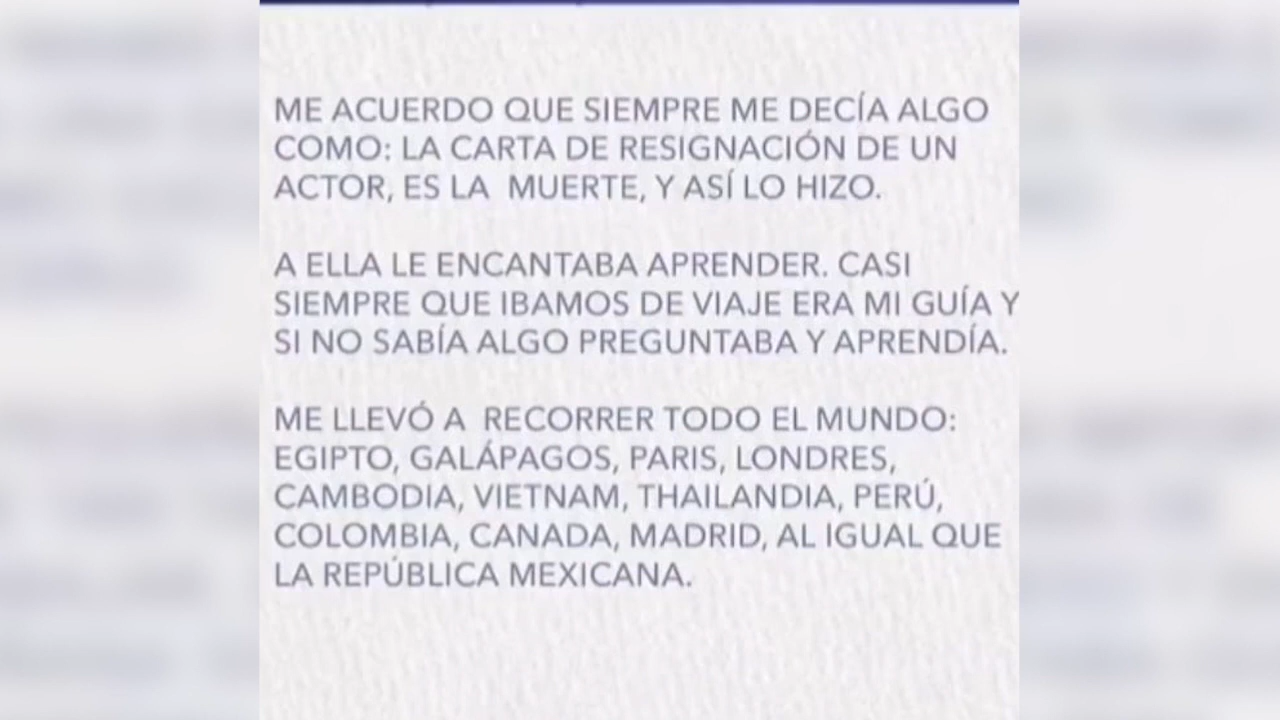 ME ACUERDO QUE SIEMPRE ME DECÍA ALGO
COMO: LA CARTA DE RESIGNACIÓN DE UN
ACTOR, ES LA MUERTE, Y ASÍ LO HIZO.
A ELLA LE ENCANTABA APRENDER. CASI
SIEMPRE QUE IBAMOS DE VIAJE ERA MI GUÍA Y
SI NO SABÍA ALGO PREGUNTABA Y APRENDÍA.
ME LLEVÓ A RECORRER TODO EL MUNDO:
EGIPTO, GALÁPAGOS, PARIS, LONDRES,
CAMBODIA, VIETNAM, THAILANDIA, PERÚ,
COLOMBIA, CANADA, MADRID, AL IGUAL QUE
LA REPÚBLICA MEXICANA.